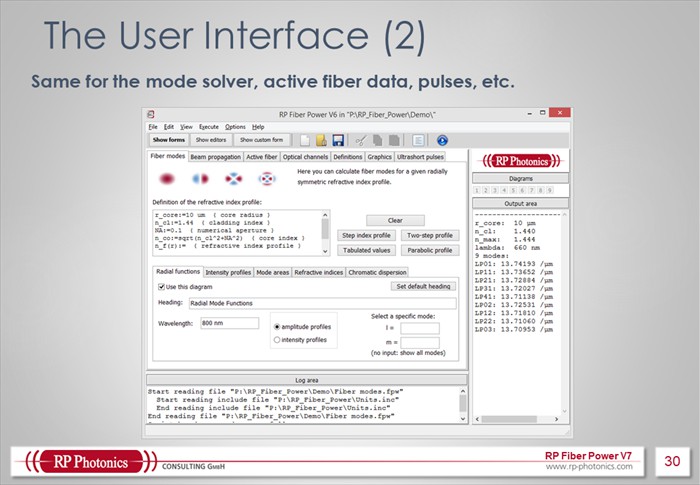 The User Interface (2)
Same for the mode solver, active fiber data, pulses, etc.
RP Fiber Power V6 in "P:\RP_Fiber_Power\Demo\"
File Edit View Execute Options Help
Show forms Show editors Show custom form
Fiber modes Beam propagation Active fiber Optical channels Definitions Graphics Ultrashort pulses
Here you can calculate fiber modes for a given radially
symmetric refractive index profile.
Definition of the refractive index profile:
r_core:=10 um { core radius }
n_cl:=1.44 { cladding index }
NA:=0.1 { numerical aperture }
n_co:=sqrt(n_cl^2+NA^2) { core index }
n_f(r):= { refractive index profile }
Clear
Step index profile Two-step profile
Tabulated values Parabolic profile
Radial functions Intensity profiles Mode areas Refractive indices Chromatic dispersion
Use this diagram
Set default heading
Heading: Radial Mode Functions
Wavelength: 800 nm
amplitude profiles
intensity profiles
Select a specific mode:
l =
m =
(no input: show all modes)
RP Photonics
Diagrams
1 2 3 4 5 6 7 8 9
Output area
r_core: 10 µm
n_cl: 1.440
n_max: 1.444
lambda: 660 nm
9 modes:
LP01: 13.74193 /µm
LP11: 13.73652 /µm
LP21: 13.72884 /µm
LP31: 13.72027 /µm
LP41: 13.71138 /µm
LP02: 13.72531 /µm
LP12: 13.71810 /µm
LP22: 13.71060 /µm
LP03: 13.70953 /µm
Log area
Start reading file "P:\RP_Fiber_Power\Demo\Fiber modes.fpw"
Start reading include file "P:\RP_Fiber_Power\Units.inc"
End reading include file "P:\RP_Fiber_Power\Units.inc"
End reading file "P:\RP_Fiber_Power\Demo\Fiber modes.fpw"
RP Photonics
CONSULTING GmbH
RP Fiber Power V7
www.rp-photonics.com
30